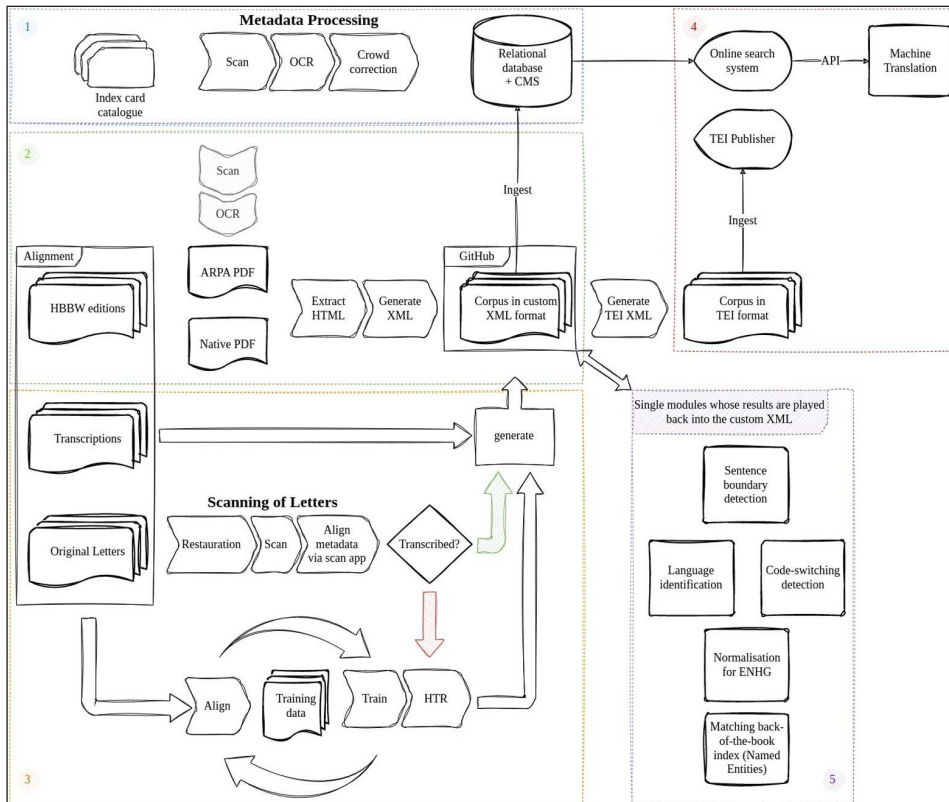 1
Metadata Processing
Index card
catalogue
Scan
OCR
Crowd
correction
Relational
database
+ CMS
4
Online search
system
API
Machine
Translation
TEI Publisher
Ingest
Corpus in
TEI format
2
Scan
OCR
Alignment
HBBW editions
ARPA PDF
Native PDF
Extract
HTML
Generate
XML
Ingest
GitHub
Corpus in custom
XML format
Generate
TEI XML
3
Transcriptions
generate
Scanning of Letters
Original Letters
Restauration
Scan
Align
metadata
via scan app
Transcribed?
Align
Training
data
Train
HTR
Single modules whose results are played
back into the custom XML
Sentence
boundary
detection
Language
identification
Code-switching
detection
Normalisation
for ENHG
Matching back-
of-the-book
index (Named
Entities)
5